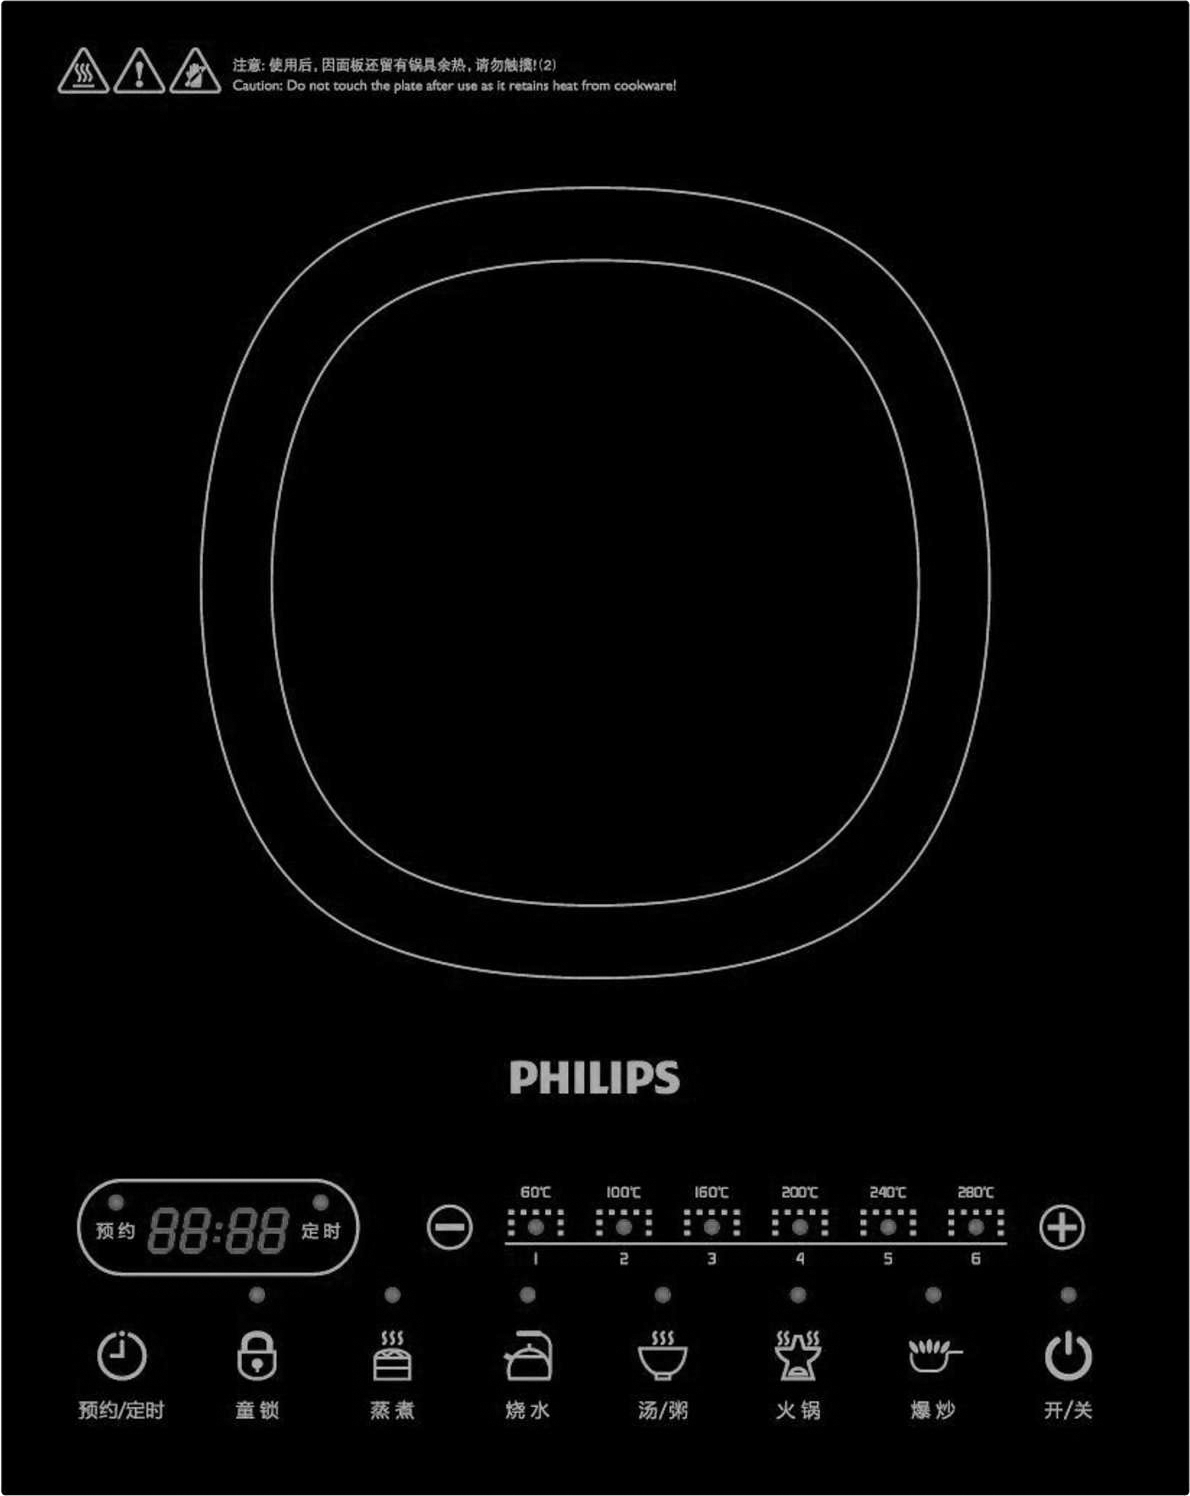 注意: 使用后, 因面板还留有锅具余热, 请勿触摸!(2)
Caution: Do not touch the plate after use as it retains heat from cookware!
PHILIPS
预约 88:88 定时
60℃ 100℃ 160℃ 200℃ 240℃ 280℃
1 2 3 4 5 6
预约/定时 童锁 蒸煮 烧水 汤/粥 火锅 爆炒 开/关